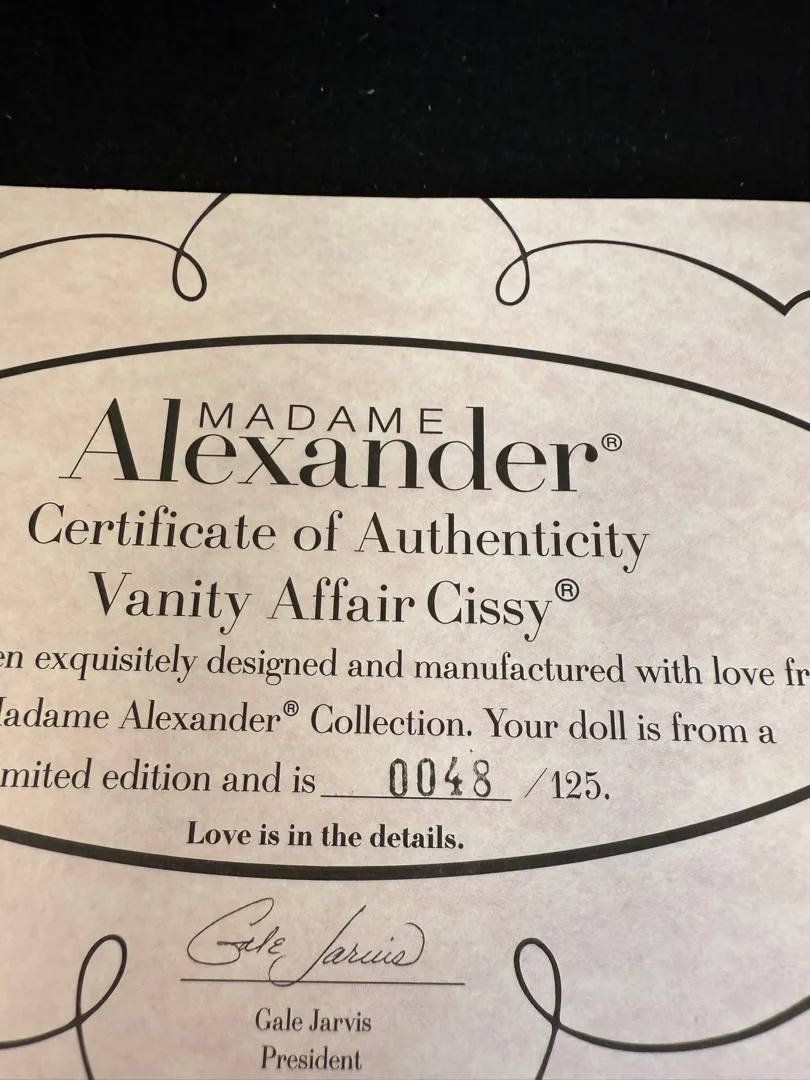 MADAME
Alexander®
Certificate of Authenticity
Vanity Affair Cissy®
en exquisitely designed and manufactured with love fr
adame Alexander® Collection. Your doll is from a
mited edition and is 0048 /125.
Love is in the details.
Gale Jarvis
Gale Jarvis
President